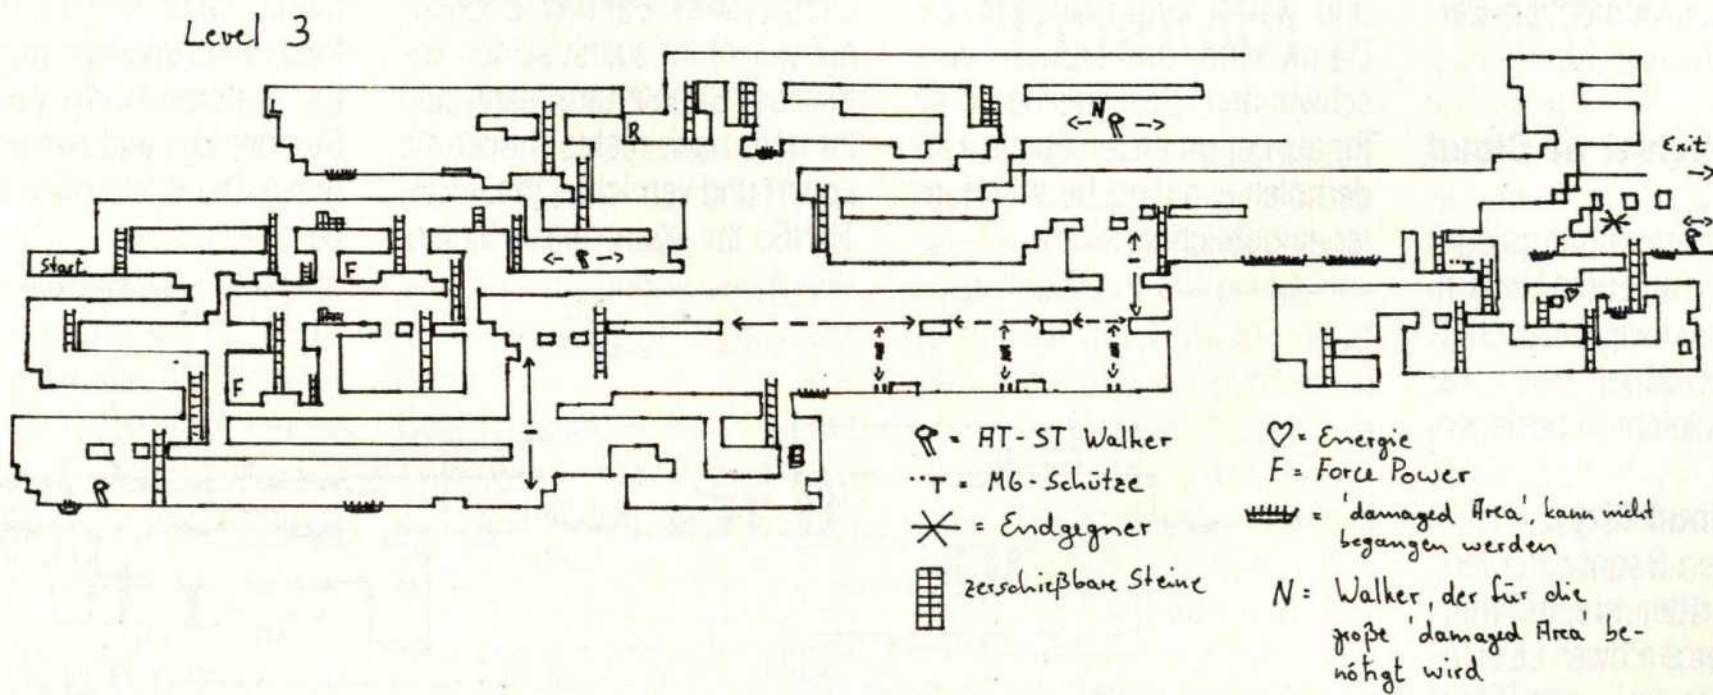 Level 3
L
R
N
Exit
Start
F
F
T
F
F
= AT-ST Walker
T = MG-Schütze
= Endgegner
zerschießbare Steine
= Energie
F = Force Power
= 'damaged Area', kann nicht
begangen werden
N = Walker, der für die
große 'damaged Area' be-
nötigt wird